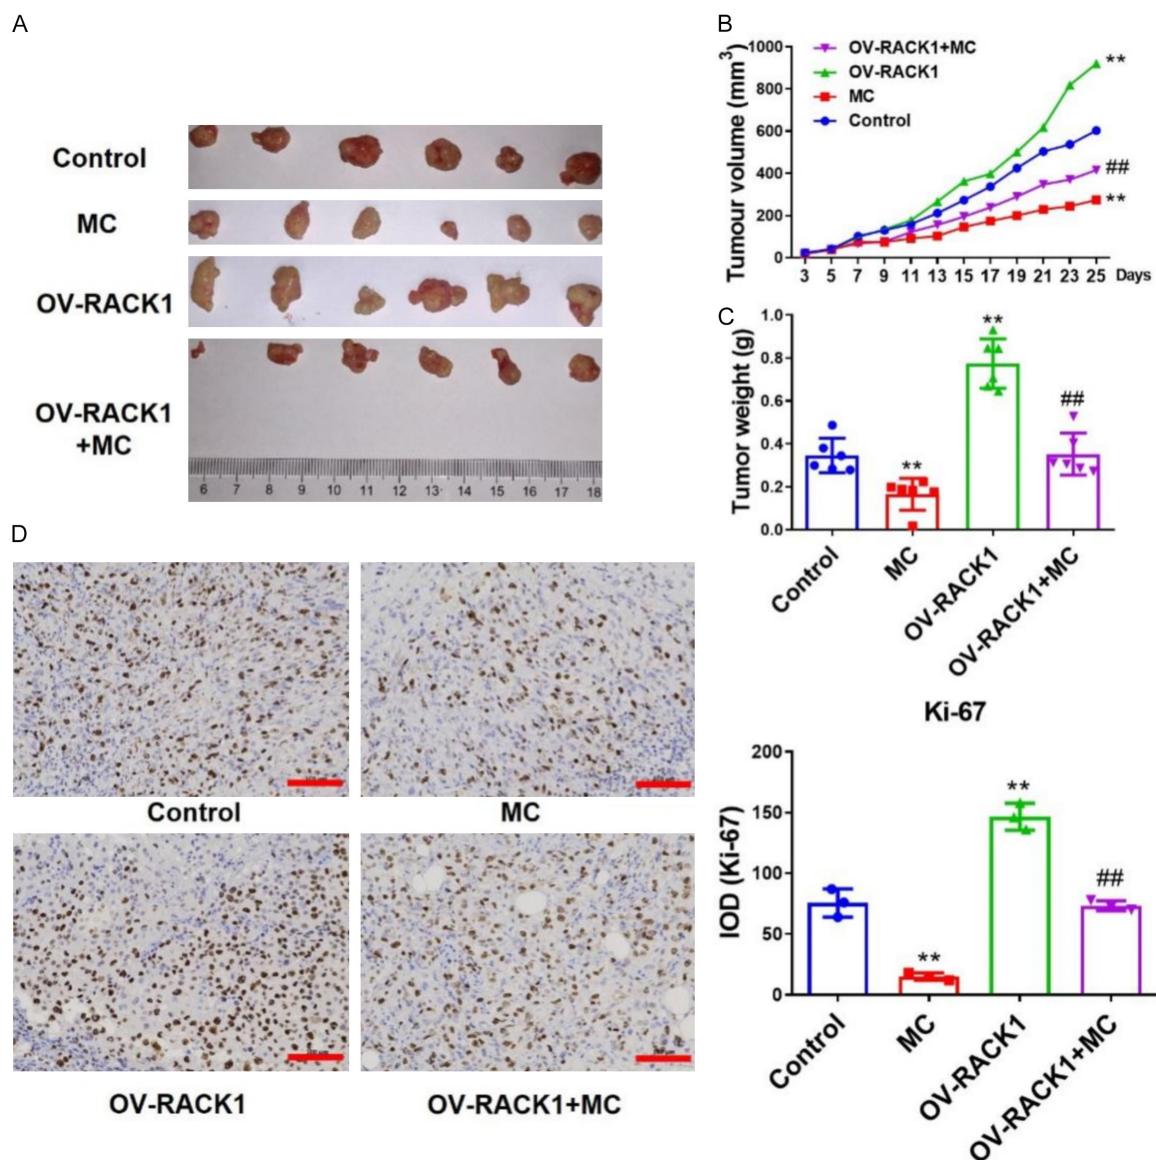 A
Control
MC
OV-RACK1
OV-RACK1
+MC
6 7 8 9 10 11 12 13 14 15 16 17 18
B
Tumour volume (mm³)
1000
800
600
400
200
0
OV-RACK1+MC
OV-RACK1
MC
Control
**
##
**
3 5 7 9 11 13 15 17 19 21 23 25 Days
C
Tumor weight (g)
1.0
0.8
0.6
0.4
0.2
0.0
**
**
##
Control
MC
OV-RACK1
OV-RACK1+MC
D
Control
MC
OV-RACK1
OV-RACK1+MC
Ki-67
IOD (Ki-67)
200
150
100
50
0
**
**
##
Control
MC
OV-RACK1
OV-RACK1+MC